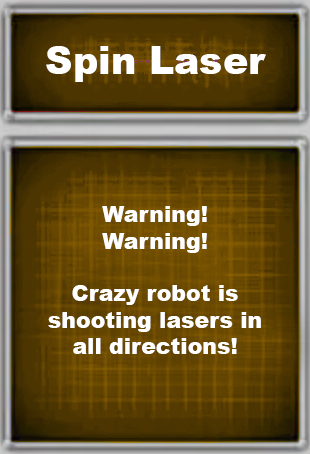 Spin Laser
Warning!
Warning!
Crazy robot is
shooting lasers in
all directions!